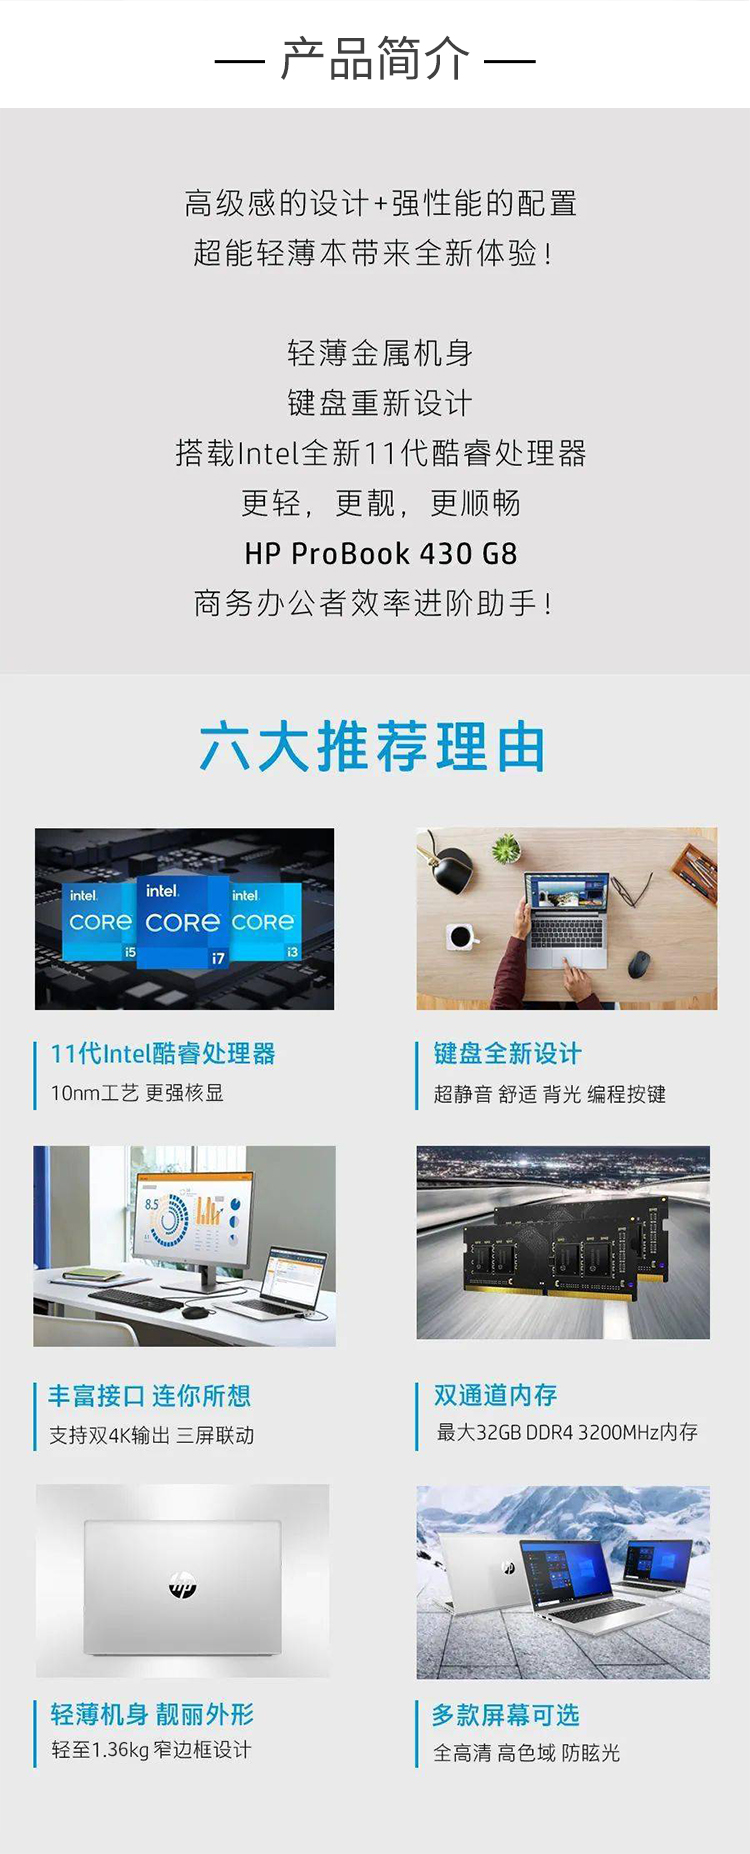 产品简介
高级感的设计+强性能的配置
超能轻薄本带来全新体验！
轻薄金属机身
键盘重新设计
搭载Intel全新11代酷睿处理器
更轻，更靓，更顺畅
HP ProBook 430 G8
商务办公者效率进阶助手！
六大推荐理由
intel. CORE i5
intel. CORE i7
intel. CORE i3
11代Intel酷睿处理器
10nm工艺 更强核显
键盘全新设计
超静音 舒适 背光 编程按键
8.5
丰富接口 连你所想
支持双4K输出 三屏联动
双通道内存
最大32GB DDR4 3200MHz内存
hp
轻薄机身 靓丽外形
轻至1.36kg 窄边框设计
hp
多款屏幕可选
全高清 高色域 防眩光